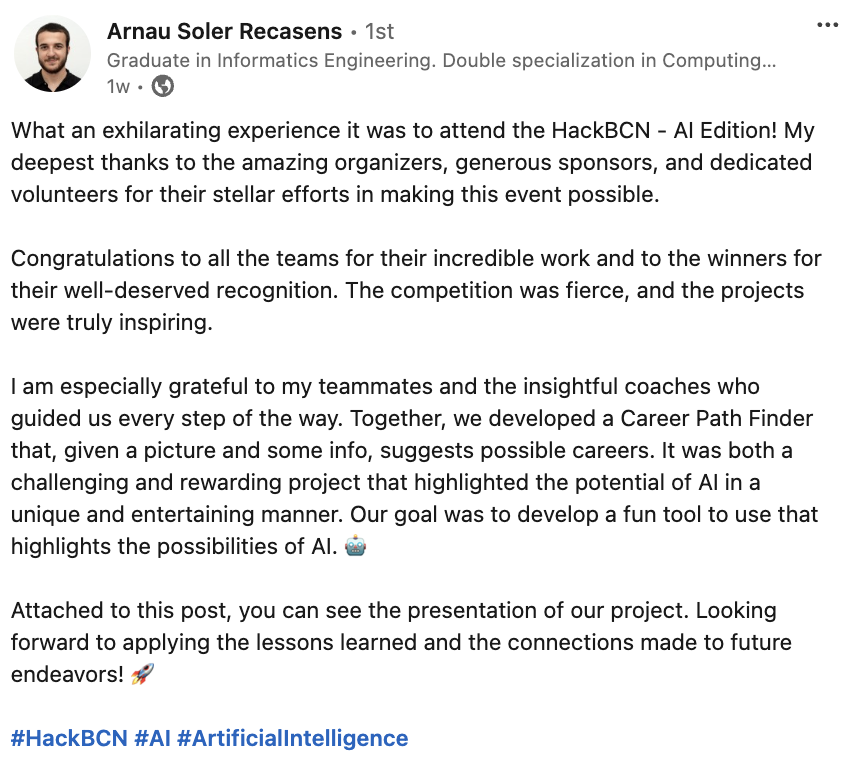 Arnau Soler Recasens • 1st
Graduate in Informatics Engineering. Double specialization in Computing...
1w •
What an exhilarating experience it was to attend the HackBCN - AI Edition! My
deepest thanks to the amazing organizers, generous sponsors, and dedicated
volunteers for their stellar efforts in making this event possible.
Congratulations to all the teams for their incredible work and to the winners for
their well-deserved recognition. The competition was fierce, and the projects
were truly inspiring.
I am especially grateful to my teammates and the insightful coaches who
guided us every step of the way. Together, we developed a Career Path Finder
that, given a picture and some info, suggests possible careers. It was both a
challenging and rewarding project that highlighted the potential of AI in a
unique and entertaining manner. Our goal was to develop a fun tool to use that
highlights the possibilities of AI. 🤖
Attached to this post, you can see the presentation of our project. Looking
forward to applying the lessons learned and the connections made to future
endeavors! 🚀
#HackBCN #AI #ArtificialIntelligence